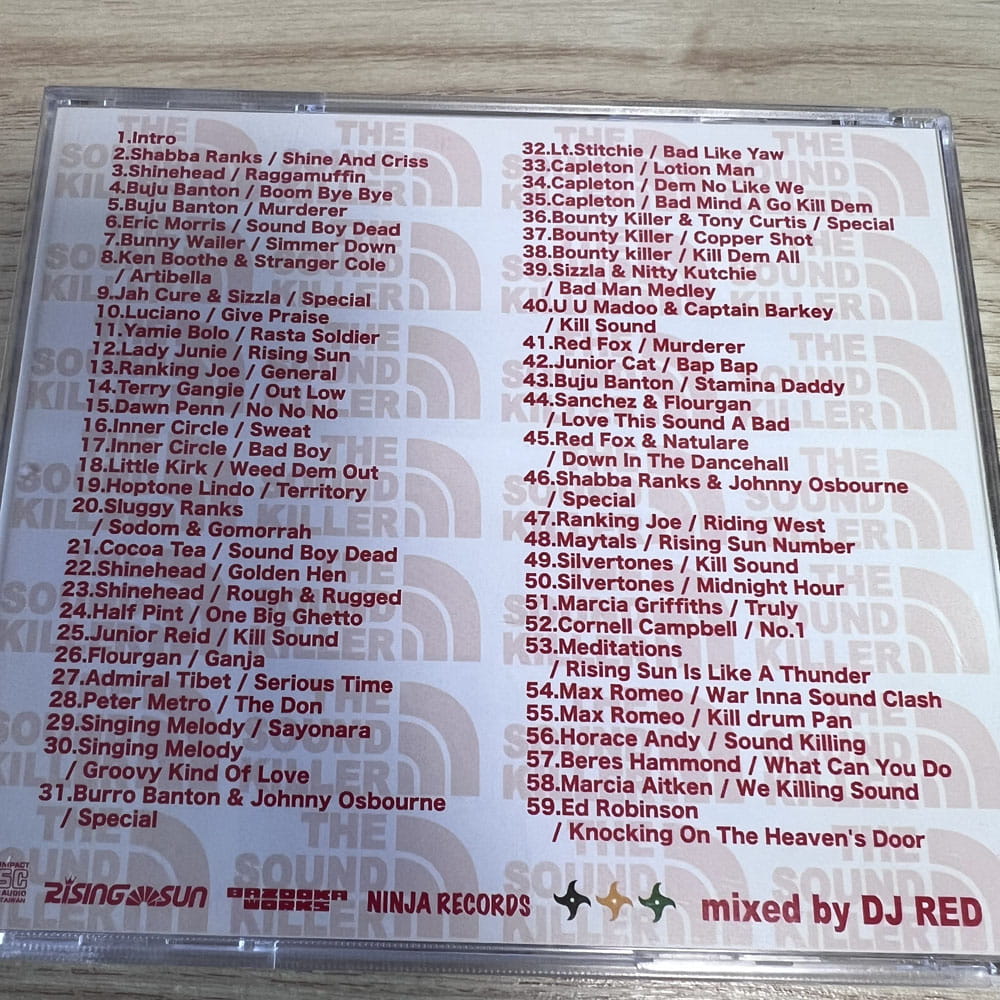 1.Intro
2.Shabba Ranks / Shine And Criss
3.Shinehead / Raggamuffin
4.Buju Banton / Boom Bye Bye
5.Buju Banton / Murderer
6.Eric Morris / Sound Boy Dead
7.Bunny Wailer / Simmer Down
8.Ken Boothe & Stranger Cole
/ Artibella
9.Jah Cure & Sizzla / Special
10.Luciano / Give Praise
11.Yamie Bolo / Rasta Soldier
12.Lady Junie / Rising Sun
13.Ranking Joe / General
14.Terry Gangie / Out Low
15.Dawn Penn / No No No
16.Inner Circle / Sweat
17.Inner Circle / Bad Boy
18.Little Kirk / Weed Dem Out
19.Hoptone Lindo / Territory
20.Sluggy Ranks
/ Sodom & Gomorrah
21.Cocoa Tea / Sound Boy Dead
22.Shinehead / Golden Hen
23.Shinehead / Rough & Rugged
24.Half Pint / One Big Ghetto
25.Junior Reid / Kill Sound
26.Flourgan / Ganja
27.Admiral Tibet / Serious Time
28.Peter Metro / The Don
29.Singing Melody / Sayonara
30.Singing Melody
/ Groovy Kind Of Love
31.Burro Banton & Johnny Osbourne
/ Special
32.Lt.Stitchie / Bad Like Yaw
33.Capleton / Lotion Man
34.Capleton / Dem No Like We
35.Capleton / Bad Mind A Go Kill Dem
36.Bounty Killer & Tony Curtis / Special
37.Bounty Killer / Copper Shot
38.Bounty killer / Kill Dem All
39.Sizzla & Nitty Kutchie
/ Bad Man Medley
40.U U Madoo & Captain Barkey
/ Kill Sound
41.Red Fox / Murderer
42.Junior Cat / Bap Bap
43.Buju Banton / Stamina Daddy
44.Sanchez & Flourgan
/ Love This Sound A Bad
45.Red Fox & Natulare
/ Down In The Dancehall
46.Shabba Ranks & Johnny Osbourne
/ Special
47.Ranking Joe / Riding West
48.Maytals / Rising Sun Number
49.Silvertones / Kill Sound
50.Silvertones / Midnight Hour
51.Marcia Griffiths / Truly
52.Cornell Campbell / No.1
53.Meditations
/ Rising Sun Is Like A Thunder
54.Max Romeo / War Inna Sound Clash
55.Max Romeo / Kill drum Pan
56.Horace Andy / Sound Killing
57.Beres Hammond / What Can You Do
58.Marcia Aitken / We Killing Sound
59.Ed Robinson
/ Knocking On The Heaven's Door
THE
SOUND
KILLER
RISING SUN
BAZOOKA
WORKS
NINJA RECORDS
mixed by DJ RED